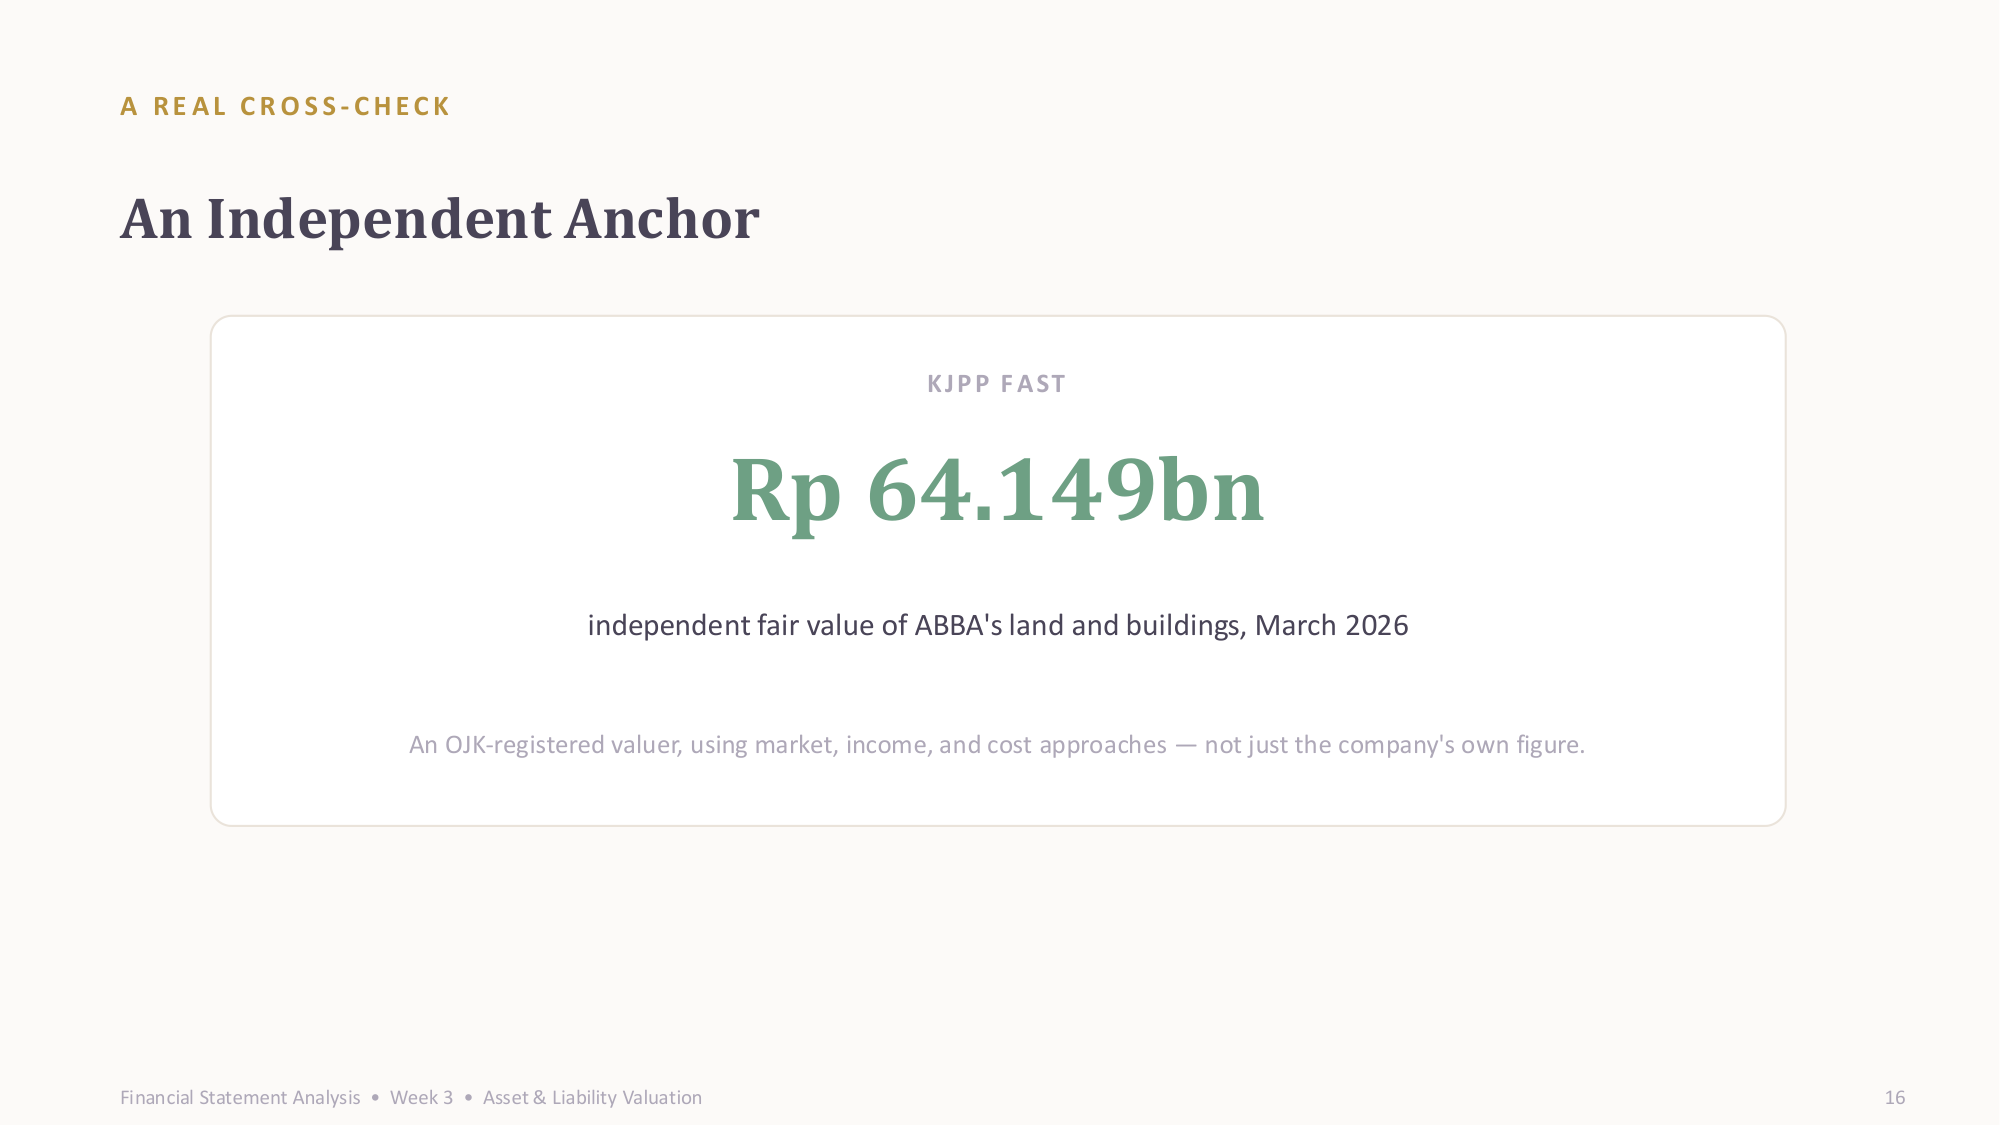 A REAL CROSS-CHECK
An Independent Anchor
KJPP FAST
Rp 64.149bn
independent fair value of ABBA's land and buildings, March 2026
An OJK-registered valuer, using market, income, and cost approaches — not just the company's own figure.
Financial Statement Analysis • Week 3 • Asset & Liability Valuation
16